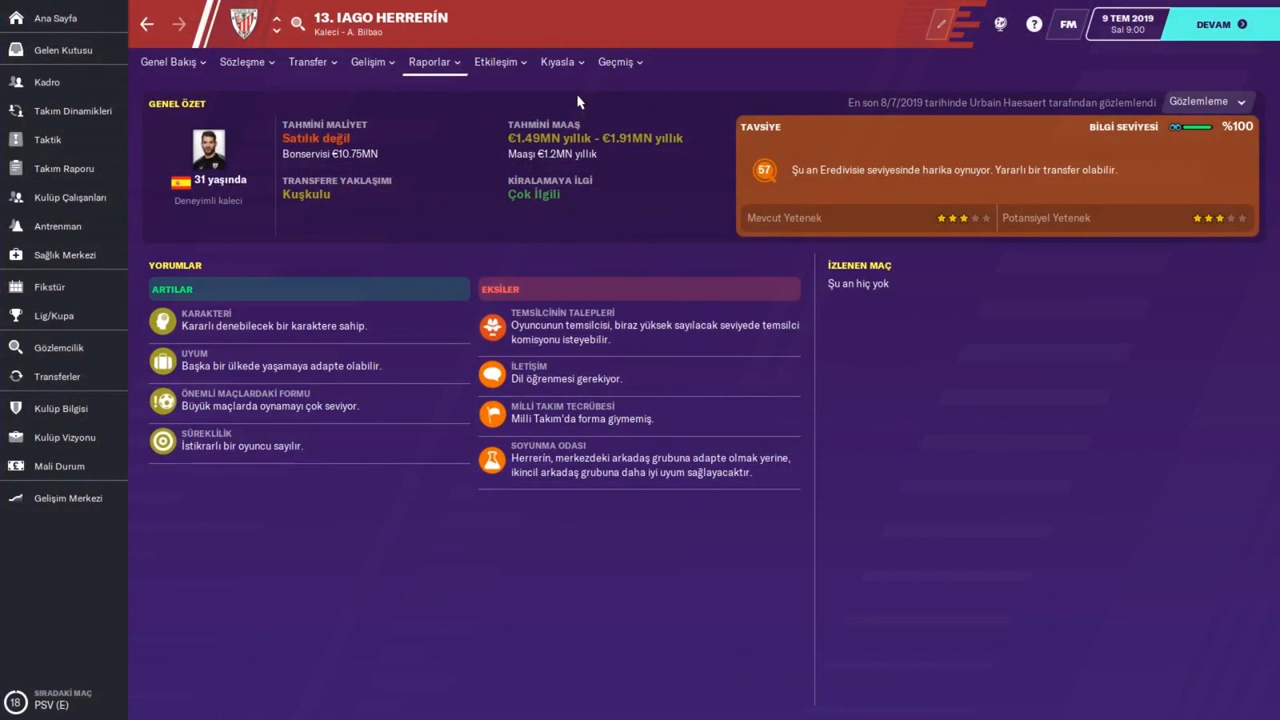 Ana Sayfa
Gelen Kutusu
Kadro
Takım Dinamikleri
Taktik
Takım Raporu
Kulüp Çalışanları
Antrenman
Sağlık Merkezi
Fikstür
Lig/Kupa
Gözlemcilik
Transferler
Kulüp Bilgisi
Kulüp Vizyonu
Mali Durum
Gelişim Merkezi
18
SIRADAKİ MAÇ
PSV (E)
13. IAGO HERRERÍN
Kaleci - A. Bilbao
?
FM
9 TEM 2019
Sal 9:00
DEVAM
Genel Bakış
Sözleşme
Transfer
Gelişim
Raporlar
Etkileşim
Kıyasla
Geçmiş
GENEL ÖZET
En son 8/7/2019 tarihinde Urbain Haesaert tarafından gözlemlendi
Gözlemleme
31 yaşında
Deneyimli kaleci
TAHMİNİ MALİYET
Satılık değil
Bonservisi €10.75MN
TRANSFERE YAKLAŞIMI
Kuşkulu
TAHMİNİ MAAŞ
€1.49MN yıllık - €1.91MN yıllık
Maaşı €1.2MN yıllık
KİRALAMAYA İLGİ
Çok İlgili
TAVSİYE
BİLGİ SEVİYESİ
%100
57
Şu an Eredivisie seviyesinde harika oynuyor. Yararlı bir transfer olabilir.
Mevcut Yetenek
Potansiyel Yetenek
YORUMLAR
ARTILAR
KARAKTERİ
Kararlı denebilecek bir karaktere sahip.
UYUM
Başka bir ülkede yaşamaya adapte olabilir.
ÖNEMLİ MAÇLARDAKİ FORMU
Büyük maçlarda oynamayı çok seviyor.
SÜREKLİLİK
İstikrarlı bir oyuncu sayılır.
EKSİLER
TEMSİLCİNİN TALEPLERİ
Oyuncunun temsilcisi, biraz yüksek sayılacak seviyede temsilci
komisyonu isteyebilir.
İLETİŞİM
Dil öğrenmesi gerekiyor.
MİLLİ TAKIM TECRÜBESİ
Milli Takım'da forma giymemiş.
SOYUNMA ODASI
Herrerín, merkezdeki arkadaş grubuna adapte olmak yerine,
ikincil arkadaş grubuna daha iyi uyum sağlayacaktır.
İZLENEN MAÇ
Şu an hiç yok